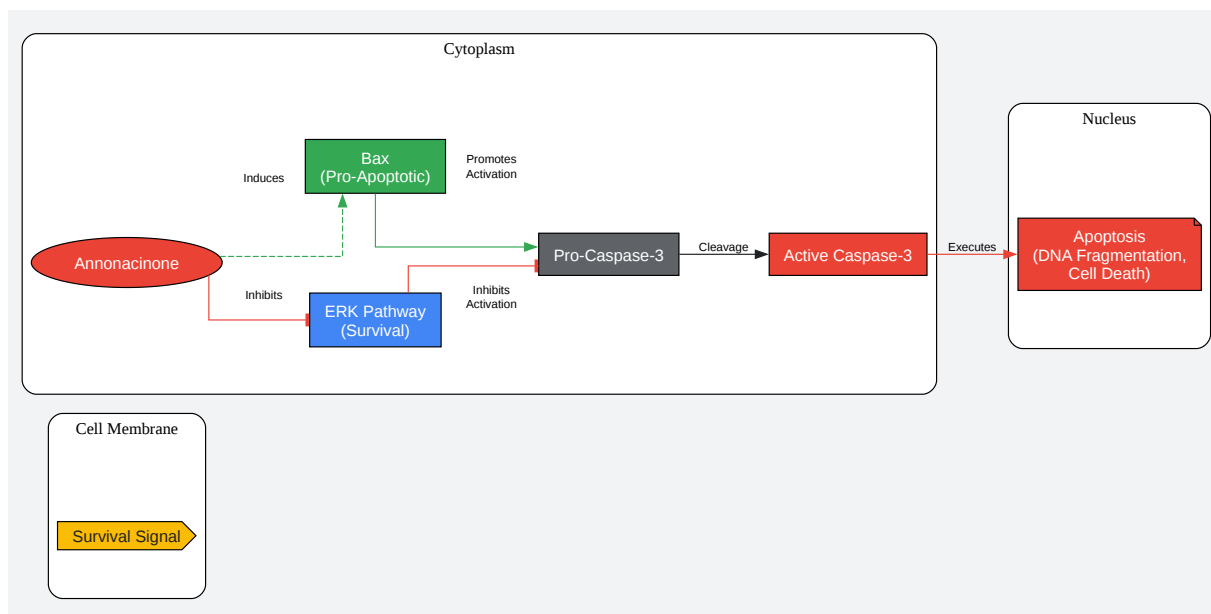 Cytoplasm
Nucleus
Bax
(Pro-Apoptotic)
Promotes
Activation
Induces
Annonacinone
Pro-Caspase-3
Cleavage
Active Caspase-3
Executes
Apoptosis
(DNA Fragmentation,
Cell Death)
Inhibits
ERK Pathway
(Survival)
Inhibits
Activation
Cell Membrane
Survival Signal